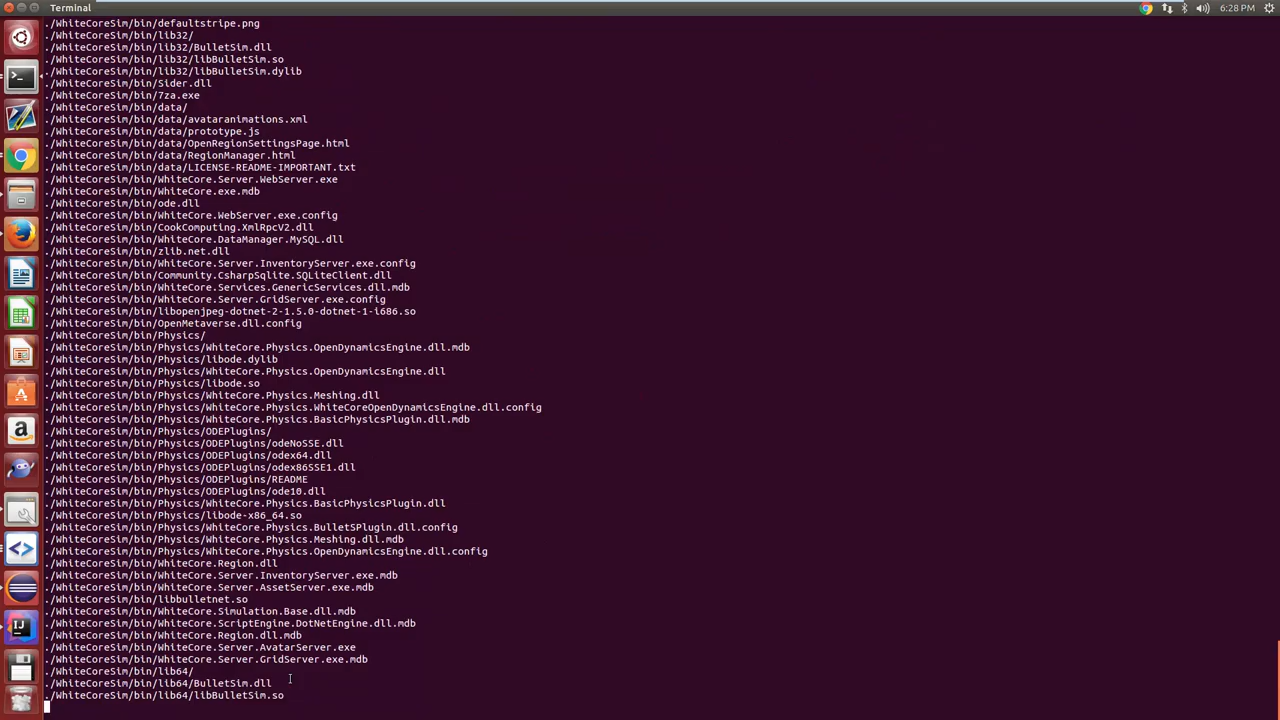 Terminal
6:28 PM
./WhiteCoreSim/bin/defaultstripe.png
./WhiteCoreSim/bin/lib32/
./WhiteCoreSim/bin/lib32/BulletSim.dll
./WhiteCoreSim/bin/lib32/libBulletSim.so
./WhiteCoreSim/bin/lib32/libBulletSim.dylib
./WhiteCoreSim/bin/Sider.dll
./WhiteCoreSim/bin/7za.exe
./WhiteCoreSim/bin/data/
./WhiteCoreSim/bin/data/avataranimations.xml
./WhiteCoreSim/bin/data/prototype.js
./WhiteCoreSim/bin/data/OpenRegionSettingsPage.html
./WhiteCoreSim/bin/data/RegionManager.html
./WhiteCoreSim/bin/data/LICENSE-README-IMPORTANT.txt
./WhiteCoreSim/bin/WhiteCore.Server.WebServer.exe
./WhiteCoreSim/bin/WhiteCore.exe.mdb
./WhiteCoreSim/bin/ode.dll
./WhiteCoreSim/bin/WhiteCore.WebServer.exe.config
./WhiteCoreSim/bin/CookComputing.XmlRpcV2.dll
./WhiteCoreSim/bin/WhiteCore.DataManager.MySQL.dll
./WhiteCoreSim/bin/zlib.net.dll
./WhiteCoreSim/bin/WhiteCore.Server.InventoryServer.exe.config
./WhiteCoreSim/bin/Community.CsharpSqlite.SQLiteClient.dll
./WhiteCoreSim/bin/WhiteCore.Services.GenericServices.dll.mdb
./WhiteCoreSim/bin/WhiteCore.Server.GridServer.exe.config
./WhiteCoreSim/bin/libopenjpeg-dotnet-2-1.5.0-dotnet-1-i686.so
./WhiteCoreSim/bin/OpenMetaverse.dll.config
./WhiteCoreSim/bin/Physics/
./WhiteCoreSim/bin/Physics/WhiteCore.Physics.OpenDynamicsEngine.dll.mdb
./WhiteCoreSim/bin/Physics/libode.dylib
./WhiteCoreSim/bin/Physics/WhiteCore.Physics.OpenDynamicsEngine.dll
./WhiteCoreSim/bin/Physics/libode.so
./WhiteCoreSim/bin/Physics/WhiteCore.Physics.Meshing.dll
./WhiteCoreSim/bin/Physics/WhiteCore.Physics.WhiteCoreOpenDynamicsEngine.dll.config
./WhiteCoreSim/bin/Physics/WhiteCore.Physics.BasicPhysicsPlugin.dll.mdb
./WhiteCoreSim/bin/Physics/ODEPlugins/
./WhiteCoreSim/bin/Physics/ODEPlugins/odeNoSSE.dll
./WhiteCoreSim/bin/Physics/ODEPlugins/odex64.dll
./WhiteCoreSim/bin/Physics/ODEPlugins/odex86SSE1.dll
./WhiteCoreSim/bin/Physics/ODEPlugins/README
./WhiteCoreSim/bin/Physics/ODEPlugins/ode10.dll
./WhiteCoreSim/bin/Physics/WhiteCore.Physics.BasicPhysicsPlugin.dll
./WhiteCoreSim/bin/Physics/libode-x86_64.so
./WhiteCoreSim/bin/Physics/WhiteCore.Physics.BulletSPlugin.dll.config
./WhiteCoreSim/bin/Physics/WhiteCore.Physics.Meshing.dll.mdb
./WhiteCoreSim/bin/Physics/WhiteCore.Physics.OpenDynamicsEngine.dll.config
./WhiteCoreSim/bin/WhiteCore.Region.dll
./WhiteCoreSim/bin/WhiteCore.Server.InventoryServer.exe.mdb
./WhiteCoreSim/bin/WhiteCore.Server.AssetServer.exe.mdb
./WhiteCoreSim/bin/libbulletnet.so
./WhiteCoreSim/bin/WhiteCore.Simulation.Base.dll.mdb
./WhiteCoreSim/bin/WhiteCore.ScriptEngine.DotNetEngine.dll.mdb
./WhiteCoreSim/bin/WhiteCore.Region.dll.mdb
./WhiteCoreSim/bin/WhiteCore.Server.AvatarServer.exe
./WhiteCoreSim/bin/WhiteCore.Server.GridServer.exe.mdb
./WhiteCoreSim/bin/lib64/
./WhiteCoreSim/bin/lib64/BulletSim.dll
./WhiteCoreSim/bin/lib64/libBulletSim.so